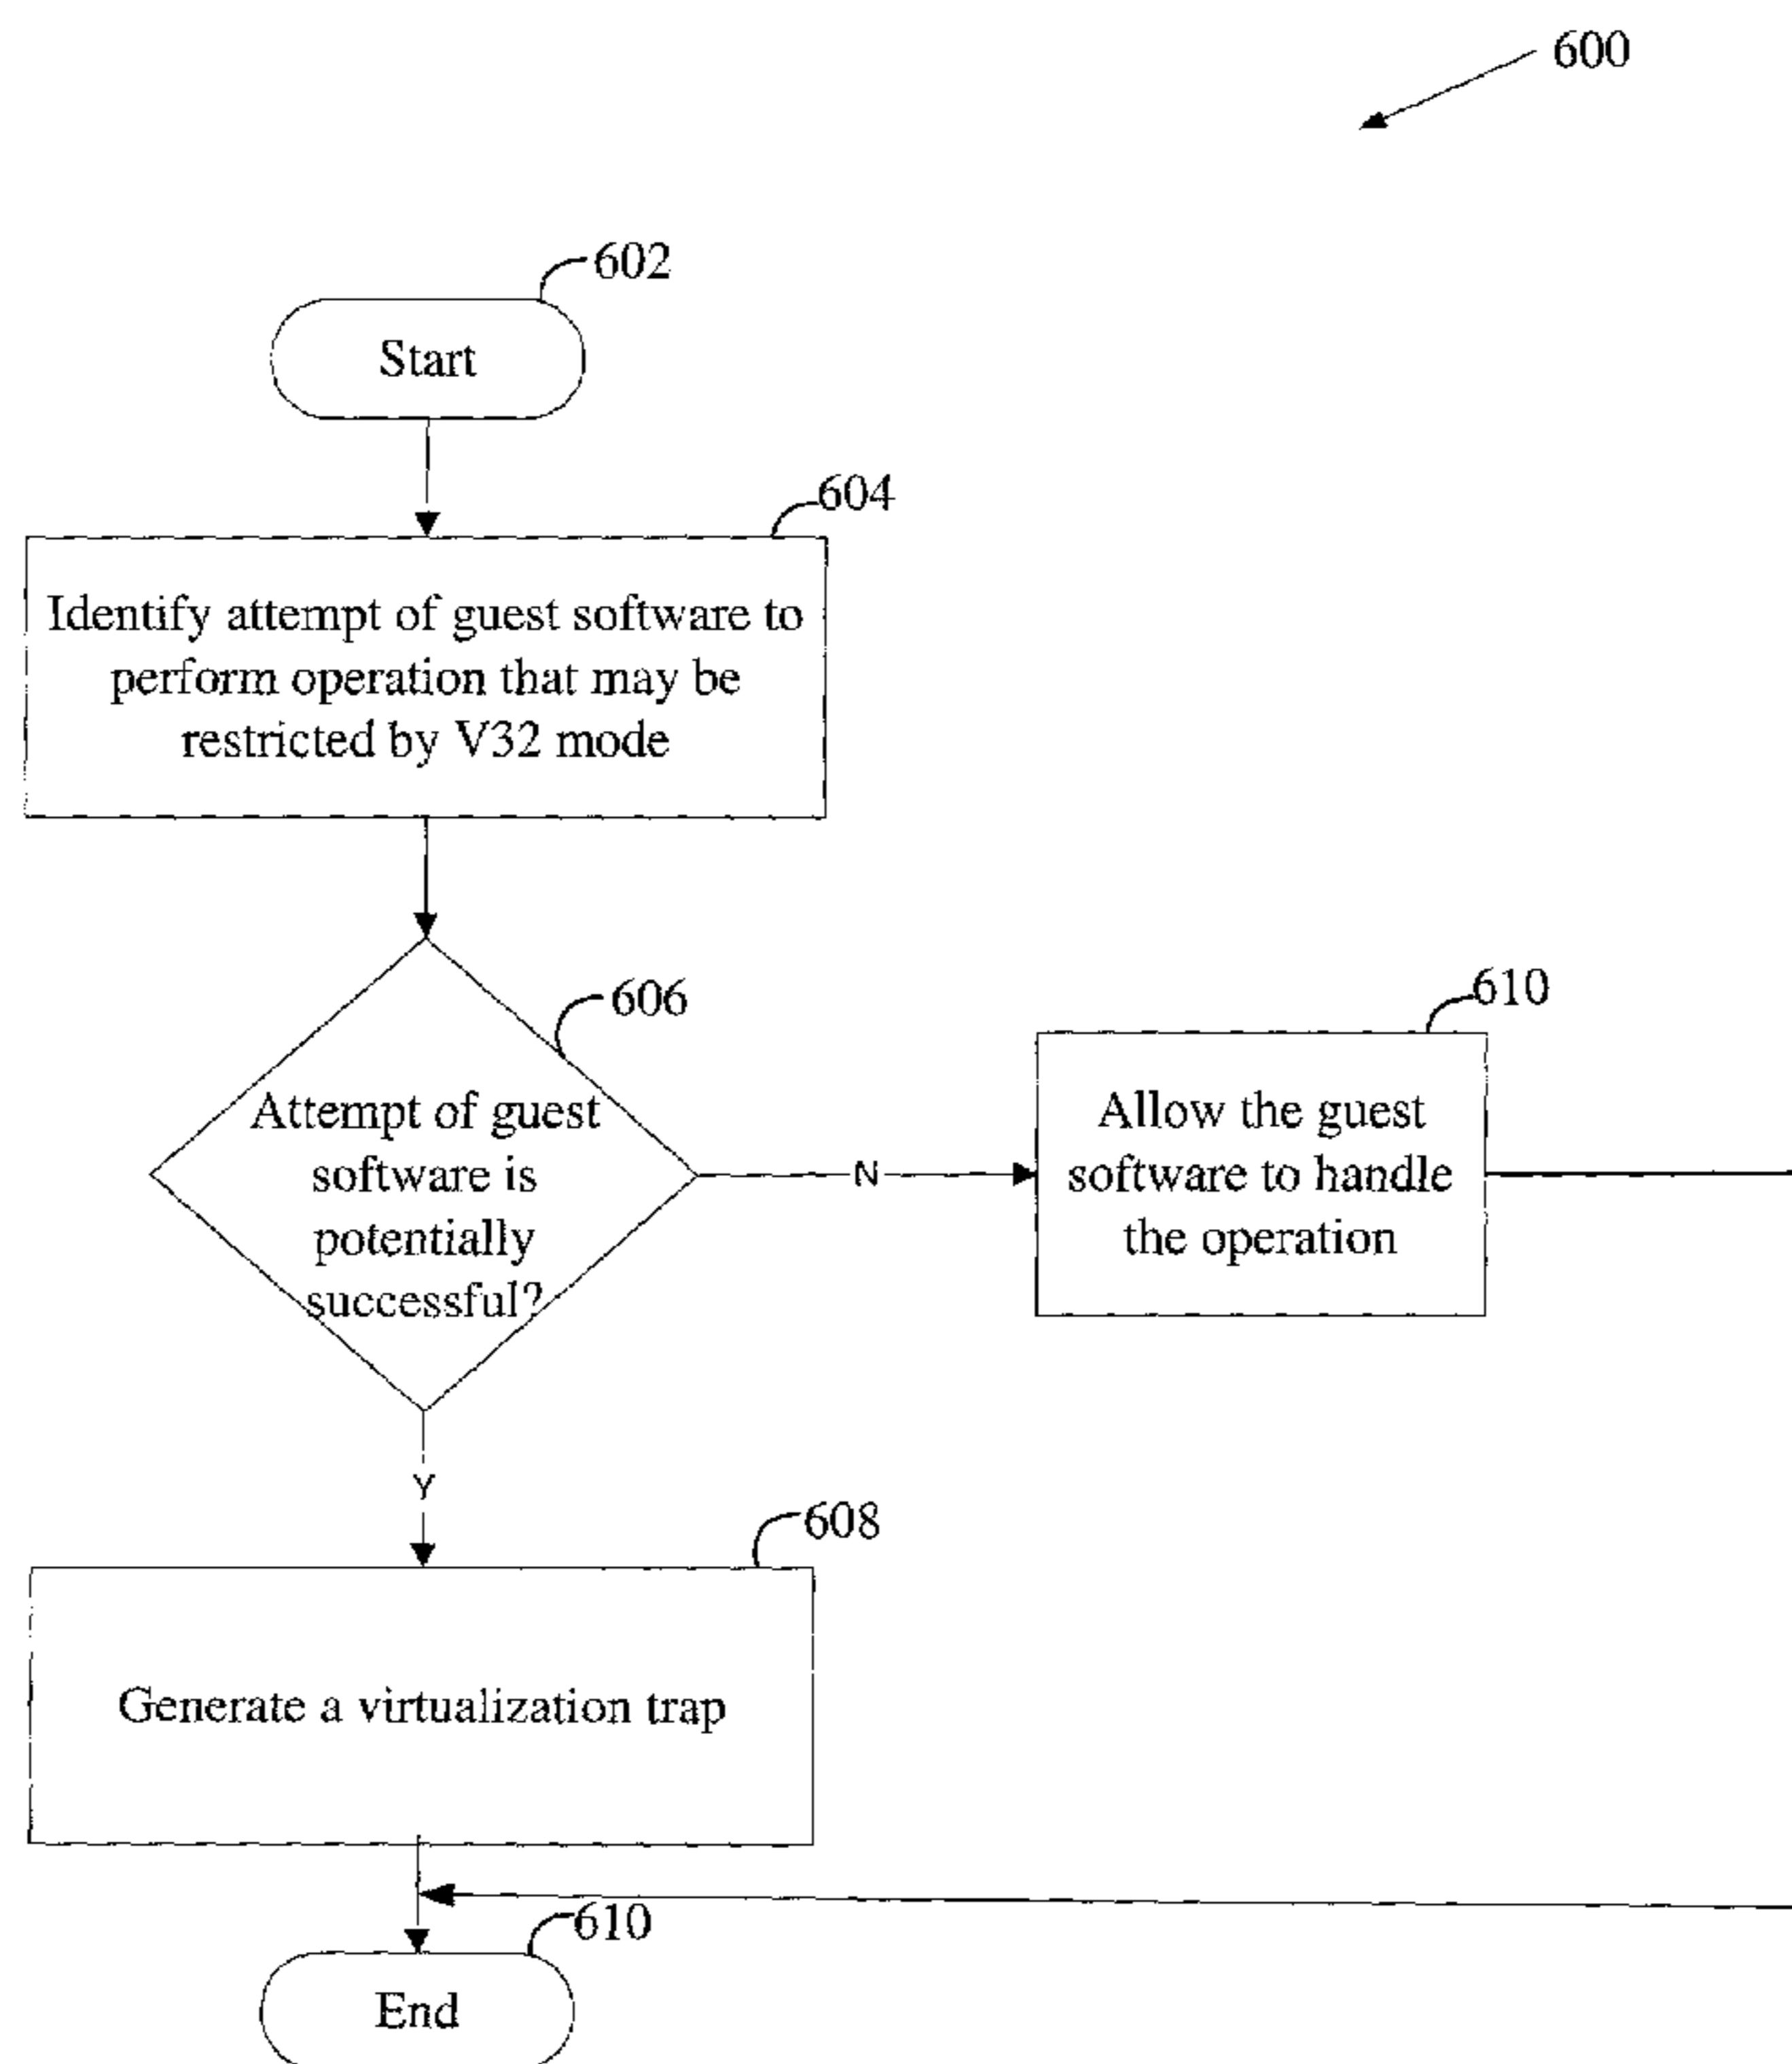 600
602
Start
604
Identify attempt of guest software to
perform operation that may be
restricted by V32 mode
606
Attempt of guest
software is
potentially
successful?
N
610
Allow the guest
software to handle
the operation
Y
608
Generate a virtualization trap
610
End